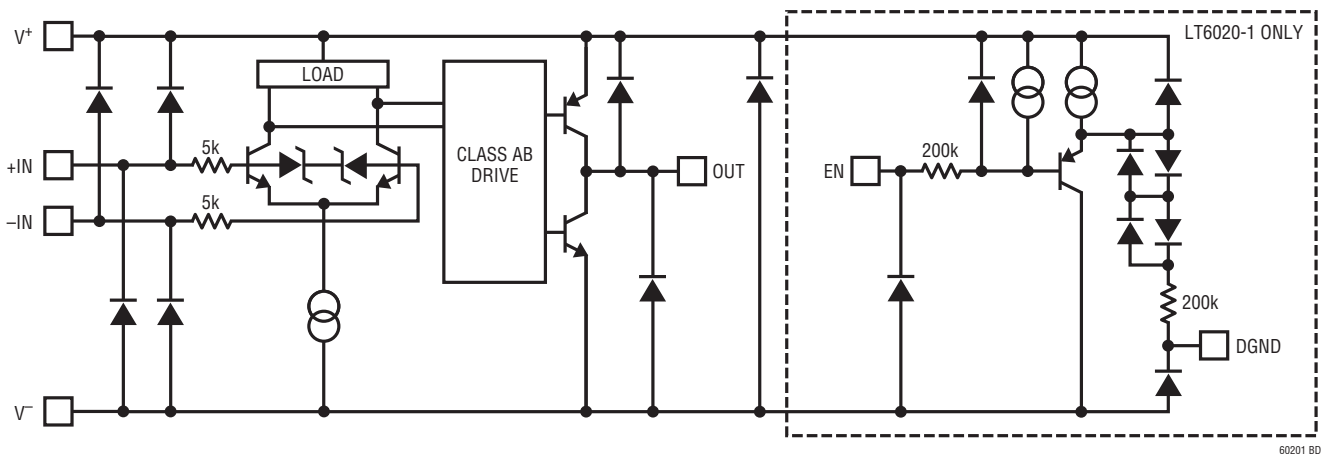 V+
LT6020-1 ONLY
LOAD
5k
+IN
CLASS AB
DRIVE
OUT
EN
200k
–IN
5k
200k
DGND
V–
60201 BD